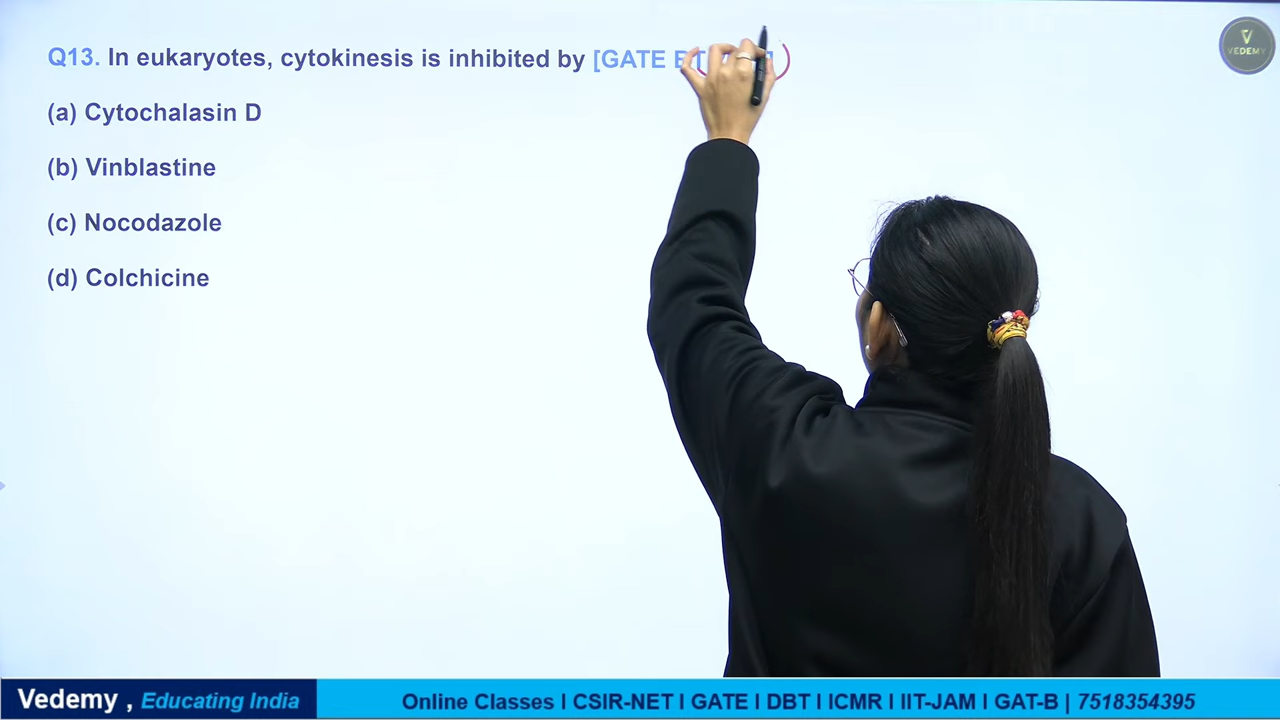 Q13. In eukaryotes, cytokinesis is inhibited by [GATE
(a) Cytochalasin D
(b) Vinblastine
(c) Nocodazole
(d) Colchicine
VEDEMY
Vedemy , Educating India
Online Classes I CSIR-NET I GATE I DBT I ICMR I IIT-JAM I GAT-B | 7518354395